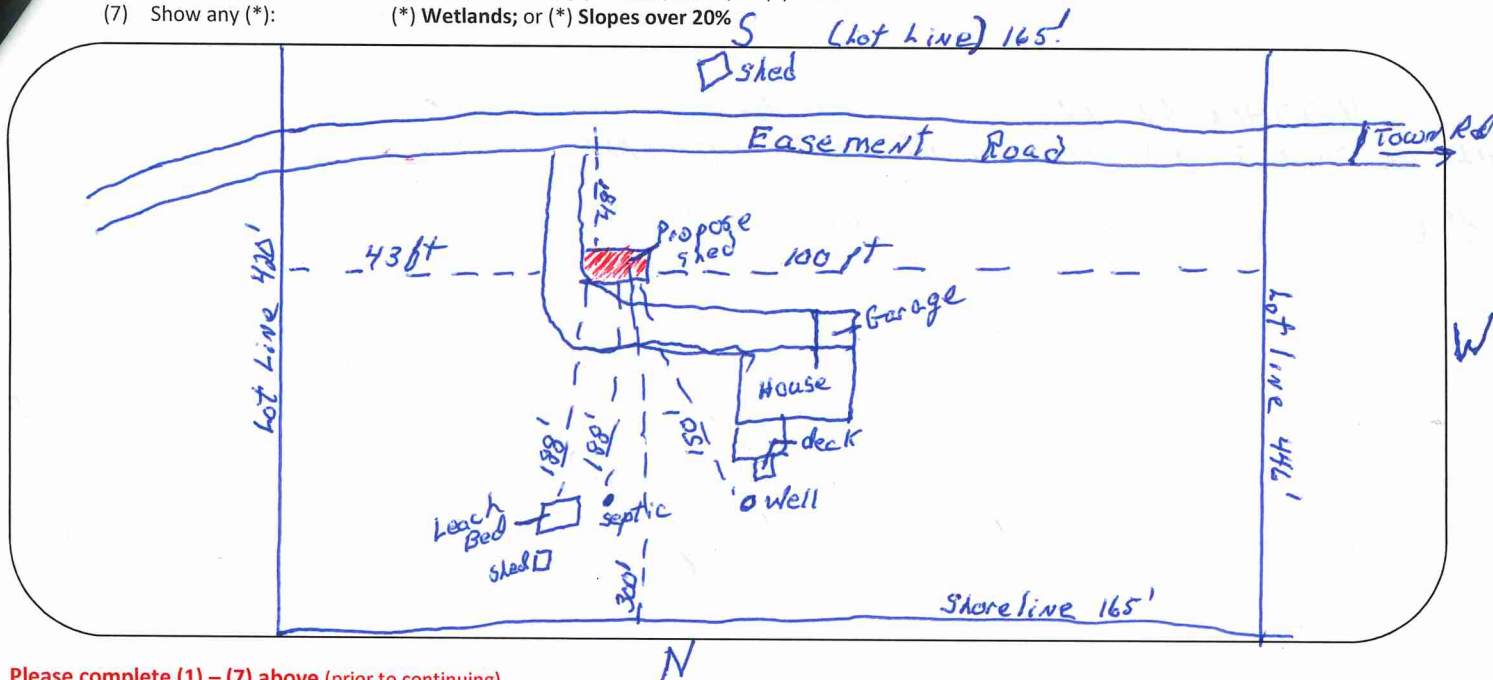 (7) Show any (*): (*) Wetlands; or (*) Slopes over 20%
S (Lot Line) 165'
shed
Easement Road
Town Rd
48'
Propose
shed
43ft
100 ft
Lot Line 420'
Garage
Lot line 446'
W
House
deck
188'
188'
150'
well
septic
Leach
Bed
shed
300'
Shoreline 165'
N
Please complete (1) – (7) above (prior to continuing)